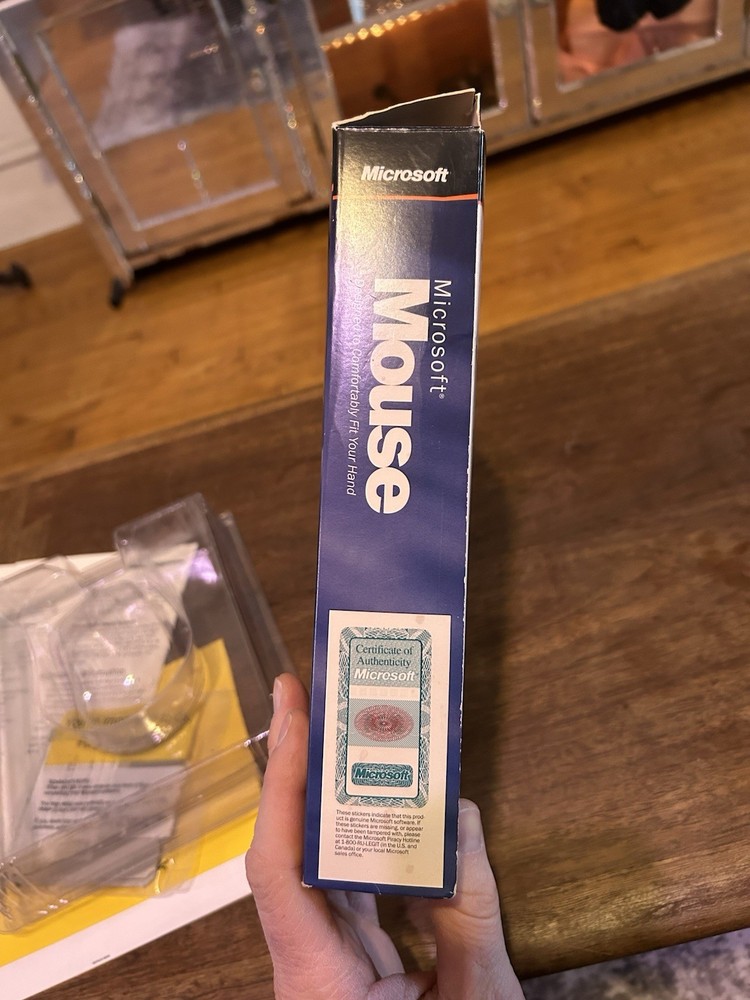 Microsoft
Microsoft®
Mouse
Designed to Comfortably Fit Your Hand
Certificate of
Authenticity
Microsoft
Microsoft
These stickers indicate that this prod-
uct is genuine Microsoft software. If
these stickers are missing, or appear
to have been tampered with, please
contact the Microsoft Piracy Hotline
at 1-800-RU-LEGIT (in the U.S. and
Canada) or your local Microsoft
sales office.